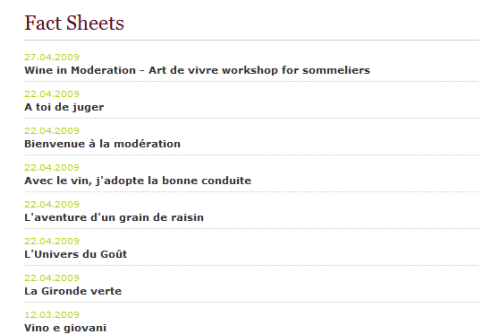 Fact Sheets
27.04.2009
Wine in Moderation - Art de vivre workshop for sommeliers
22.04.2009
A toi de juger
22.04.2009
Bienvenue à la modération
22.04.2009
Avec le vin, j'adopte la bonne conduite
22.04.2009
L'aventure d'un grain de raisin
22.04.2009
L'Univers du Goût
22.04.2009
La Gironde verte
12.03.2009
Vino e giovani